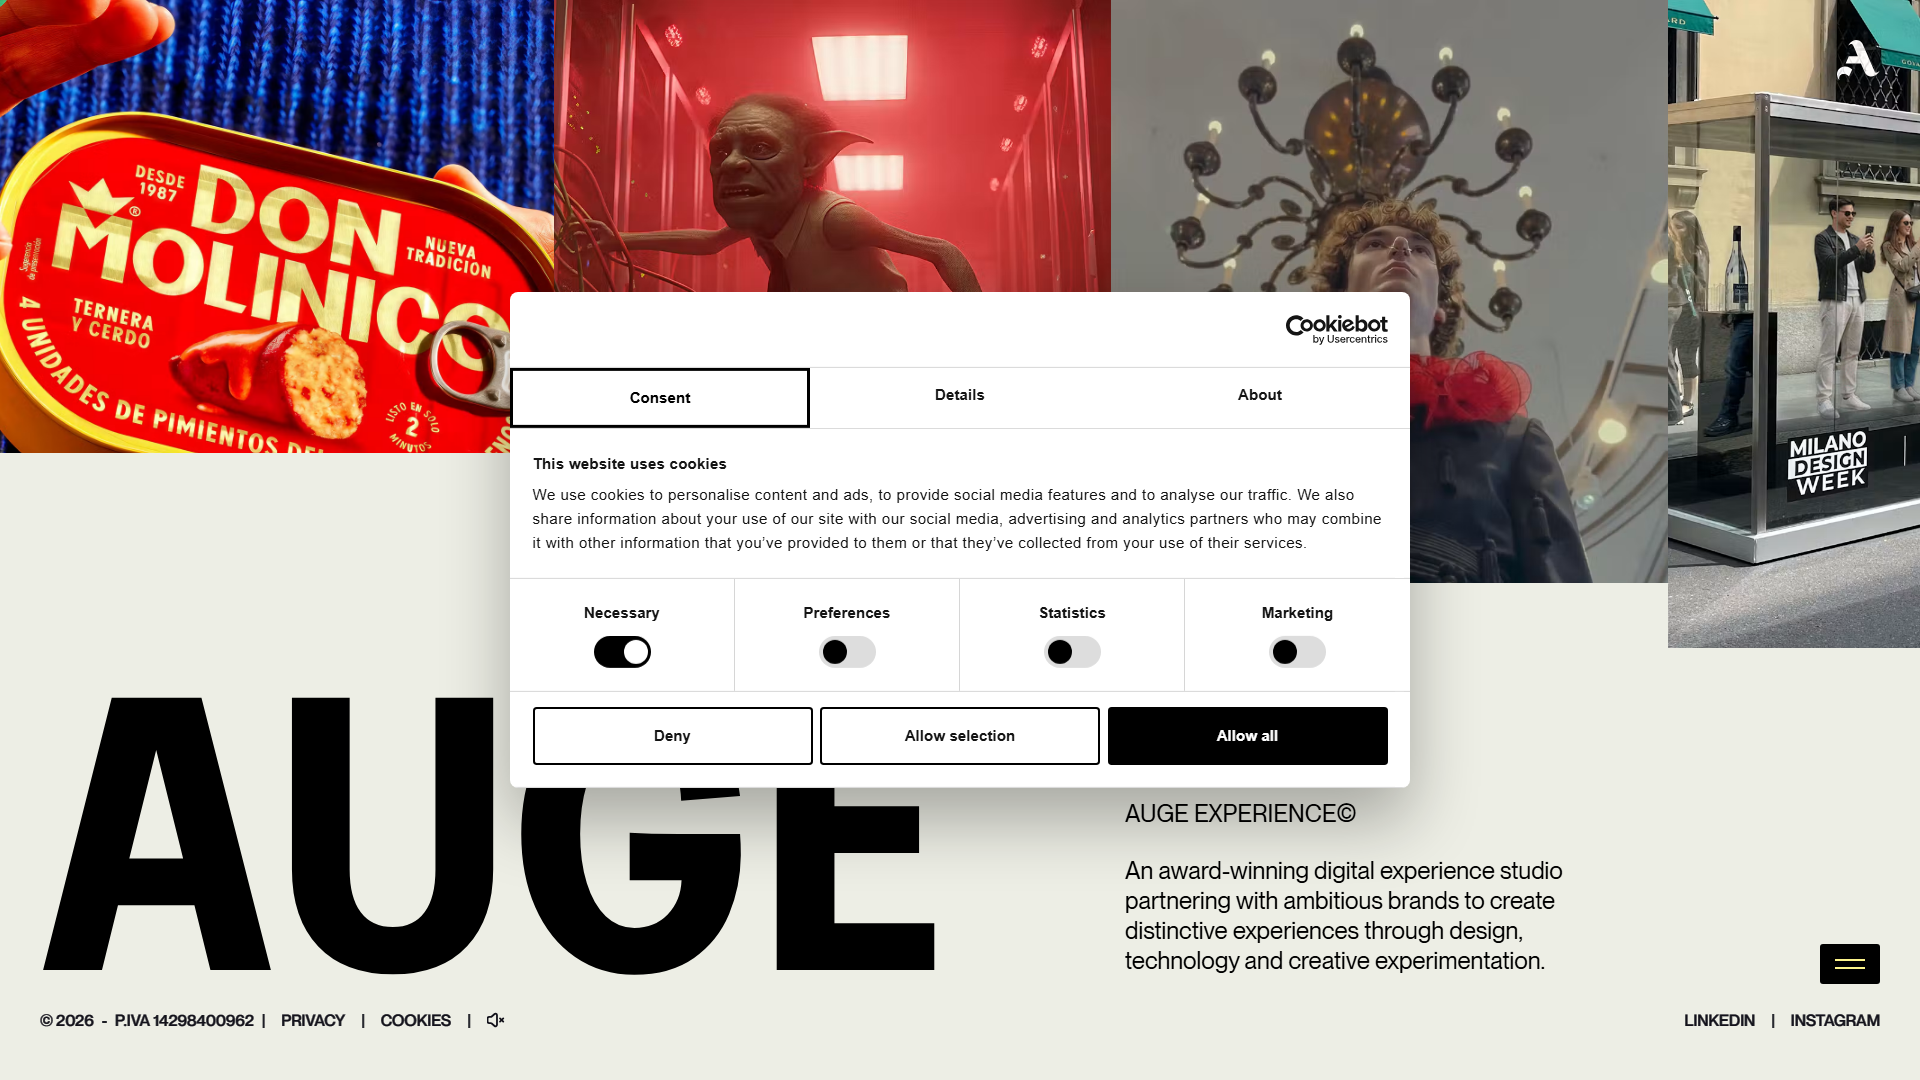 DESDE
1987
DON
MOLINICO
®
NUEVA
TRADICIÓN
Sugerencia
de presentación
TERNERA
Y CERDO
4 UNIDADES DE PIMIENTOS
LISTO EN SOLO
2
MINUTOS
MILANO
DESIGN
WEEK
Cookiebot
by Usercentrics
Consent
Details
About
This website uses cookies
We use cookies to personalise content and ads, to provide social media features and to analyse our traffic. We also
share information about your use of our site with our social media, advertising and analytics partners who may combine
it with other information that you’ve provided to them or that they’ve collected from your use of their services.
Necessary
Preferences
Statistics
Marketing
Deny
Allow selection
Allow all
AUGE
AUGE EXPERIENCE©
An award-winning digital experience studio
partnering with ambitious brands to create
distinctive experiences through design,
technology and creative experimentation.
© 2026 - P.IVA 14298400962 | PRIVACY | COOKIES |
LINKEDIN | INSTAGRAM